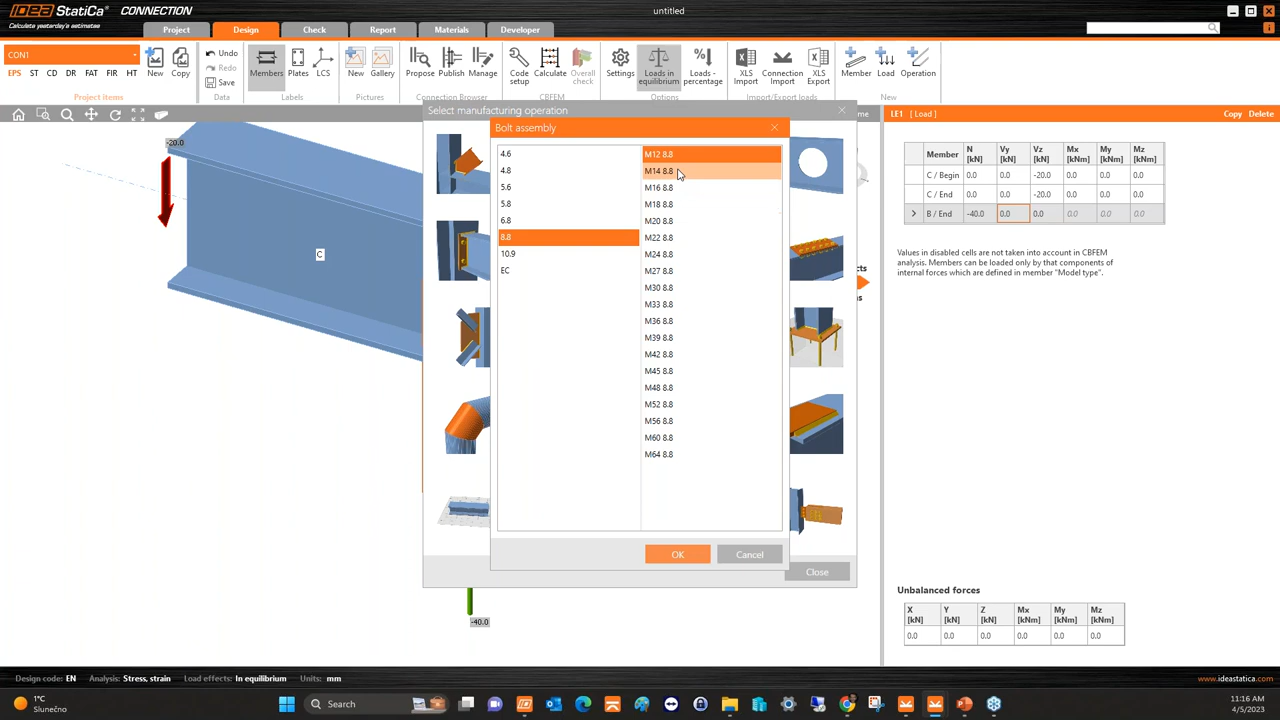 IDEA StatiCa CONNECTION
Calculate yesterday's estimates
untitled
Project Design Check Report Materials Developer
CON1
EPS ST CD DR FAT FIR HT
New Copy
Project items
Undo
Redo
Save
Data
Members Plates LCS
Labels
New Gallery
Pictures
Propose Publish Manage
Connection Browser
Code setup
Calculate
Overall check
CBFEM
Settings
Loads in equilibrium
Loads - percentage
Options
XLS Import
Connection Import
XLS Export
Import/Export loads
Member Load Operation
New
Select manufacturing operation
Bolt assembly
4.6
4.8
5.6
5.8
6.8
8.8
10.9
EC
M12 8.8
M14 8.8
M16 8.8
M18 8.8
M20 8.8
M22 8.8
M24 8.8
M27 8.8
M30 8.8
M33 8.8
M36 8.8
M39 8.8
M42 8.8
M45 8.8
M48 8.8
M52 8.8
M56 8.8
M60 8.8
M64 8.8
OK Cancel
Close
-20.0
C
-40.0
LE1 [ Load ] Copy Delete
Member N [kN] Vy [kN] Vz [kN] Mx [kNm] My [kNm] Mz [kNm]
C / Begin 0.0 0.0 -20.0 0.0 0.0 0.0
C / End 0.0 0.0 -20.0 0.0 0.0 0.0
> B / End -40.0 0.0 0.0 0.0 0.0 0.0
Values in disabled cells are not taken into account in CBFEM
analysis. Members can be loaded only by that components of
internal forces which are defined in member "Model type".
Unbalanced forces
X [kN] Y [kN] Z [kN] Mx [kNm] My [kNm] Mz [kNm]
0.0 0.0 0.0 0.0 0.0 0.0
Design code: EN Analysis: Stress, strain Load effects: In equilibrium Units: mm
www.ideastatica.com
1°C
Slunečno
Search
11:16 AM
4/5/2023